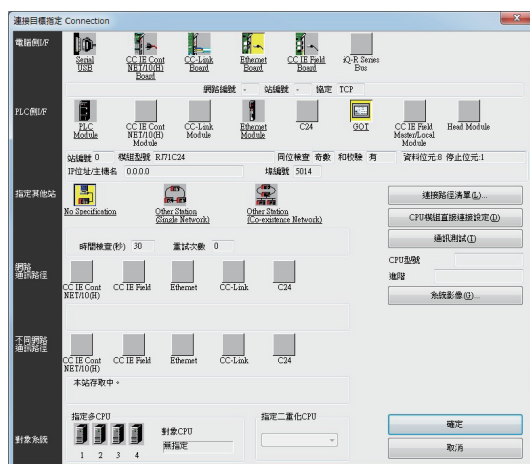 連接目標指定 Connection
電腦側I/F
Serial USB
CC IE Cont NET/10(H) Board
CC-Link Board
Ethernet Board
CC IE Field Board
iQ-R Series Bus
網路編號 - 站編號 - 協定 TCP
PLC側I/F
PLC Module
CC IE Cont NET/10(H) Module
CC-Link Module
Ethernet Module
C24
GOT
CC IE Field Master/Local Module
Head Module
站編號 0 模組型號 RJ71C24 同位檢查 奇數 和校驗 有 資料位元:8 停止位元:1
IP位址/主機名 0.0.0.0 埠編號 5014
指定其他站
No Specification
Other Station (Single Network)
Other Station (Co-existence Network)
連接路徑清單(L)...
CPU模組直接連接設定(D)
通訊測試(T)
時間檢查(秒) 30 重試次數 0
CPU型號
進階
系統影像(G)...
網路通訊路徑
CC IE Cont NET/10(H)
CC IE Field
Ethernet
CC-Link
C24
不同網路通訊路徑
CC IE Cont NET/10(H)
CC IE Field
Ethernet
CC-Link
C24
本站存取中。
對象系統
指定多CPU
1 2 3 4
對象CPU
無指定
指定二重化CPU
確定
取消